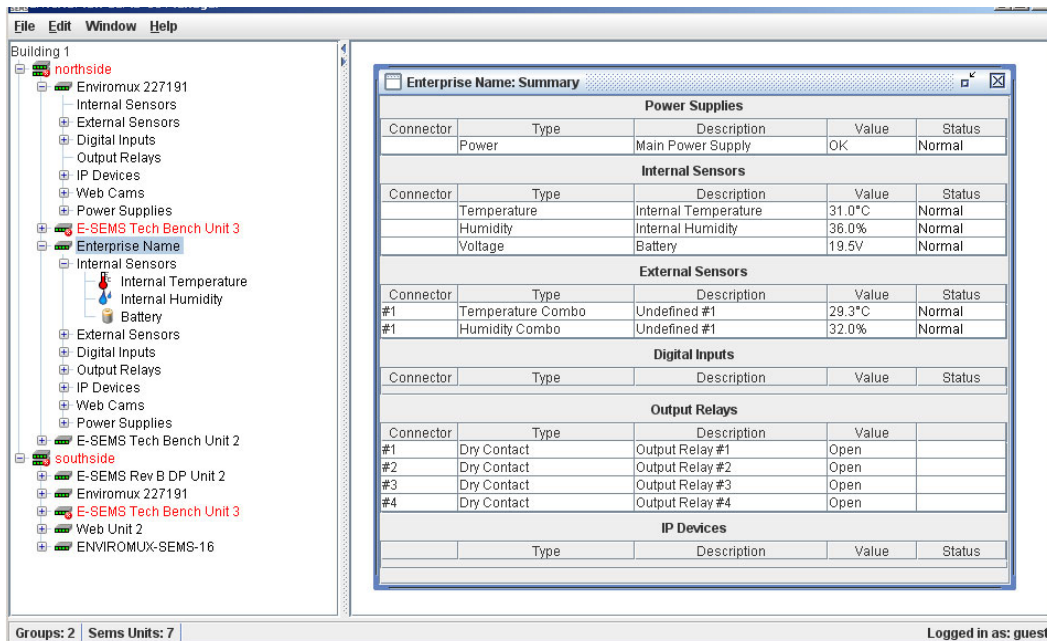 File Edit Window Help
Building 1
northside
Enviromux 227191
Internal Sensors
External Sensors
Digital Inputs
Output Relays
IP Devices
Web Cams
Power Supplies
E-SEMS Tech Bench Unit 3
Enterprise Name
Internal Sensors
Internal Temperature
Internal Humidity
Battery
External Sensors
Digital Inputs
Output Relays
IP Devices
Web Cams
Power Supplies
E-SEMS Tech Bench Unit 2
southside
E-SEMS Rev B DP Unit 2
Enviromux 227191
E-SEMS Tech Bench Unit 3
Web Unit 2
ENVIROMUX-SEMS-16
Enterprise Name: Summary
Power Supplies
Connector Type Description Value Status
Power Main Power Supply OK Normal
Internal Sensors
Connector Type Description Value Status
Temperature Internal Temperature 31.0°C Normal
Humidity Internal Humidity 36.0% Normal
Voltage Battery 19.5V Normal
External Sensors
Connector Type Description Value Status
#1 Temperature Combo Undefined #1 29.3°C Normal
#1 Humidity Combo Undefined #1 32.0% Normal
Digital Inputs
Connector Type Description Value Status
Output Relays
Connector Type Description Value
#1 Dry Contact Output Relay #1 Open
#2 Dry Contact Output Relay #2 Open
#3 Dry Contact Output Relay #3 Open
#4 Dry Contact Output Relay #4 Open
IP Devices
Type Description Value Status
Groups: 2 Sems Units: 7 Logged in as: guest